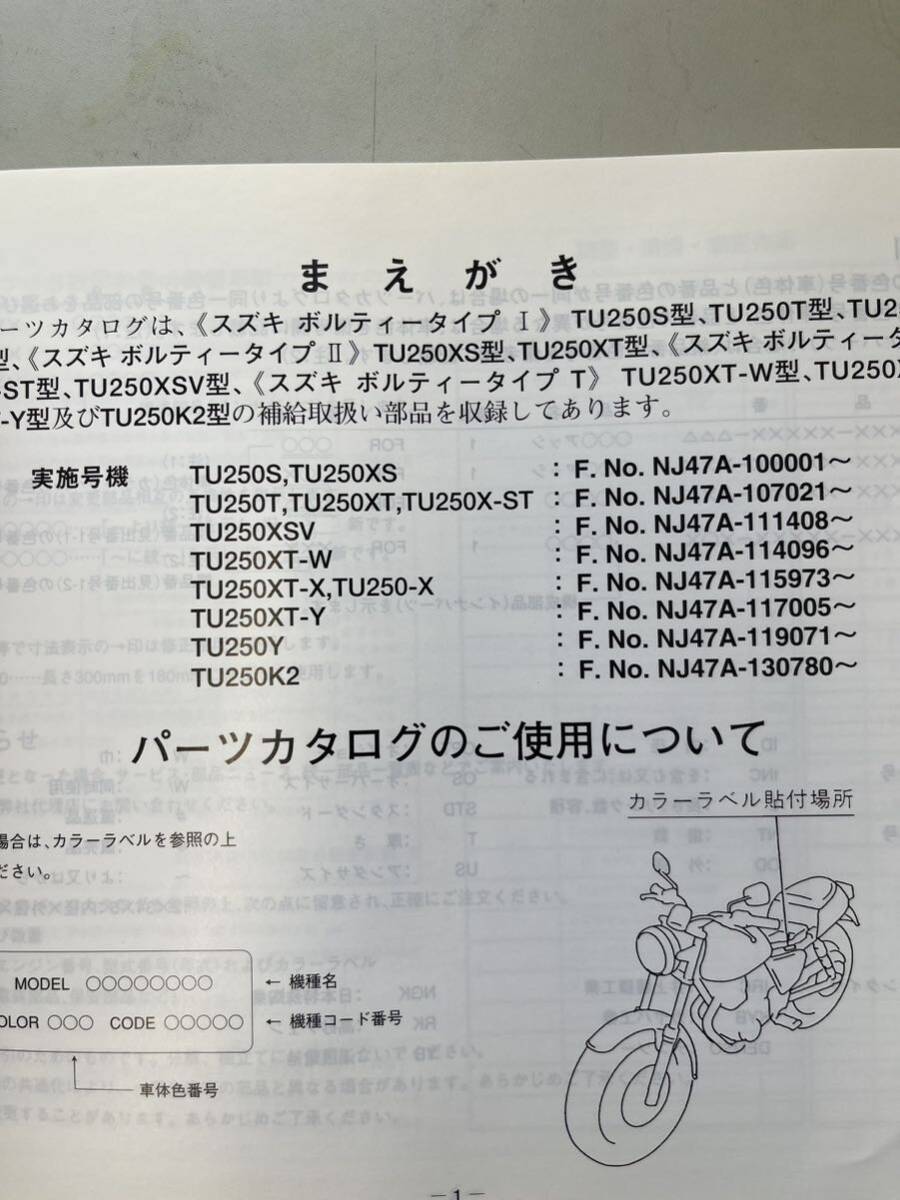 まえがき
ーツカタログは、《スズキ ボルティータイプ Ⅰ》TU250S型、TU250T型、TU25
型、《スズキ ボルティータイプⅡ》TU250XS型、TU250XT型、《スズキ ボルティータ
-ST型、TU250XSV型、《スズキ ボルティータイプ T》 TU250XT-W型、TU250X
-Y型及びTU250K2型の補給取扱い部品を収録してあります。
実施号機 TU250S,TU250XS : F. No. NJ47A-100001〜
TU250T,TU250XT,TU250X-ST : F. No. NJ47A-107021〜
TU250XSV : F. No. NJ47A-111408〜
TU250XT-W : F. No. NJ47A-114096〜
TU250XT-X,TU250-X : F. No. NJ47A-115973〜
TU250XT-Y : F. No. NJ47A-117005〜
TU250Y : F. No. NJ47A-119071〜
TU250K2 : F. No. NJ47A-130780〜
パーツカタログのご使用について
カラーラベル貼付場所
場合は、カラーラベルを参照の上
ださい。
MODEL ○○○○○○○○ ← 機種名
OLOR ○○○ CODE ○○○○○ ← 機種コード番号
車体色番号
－1－